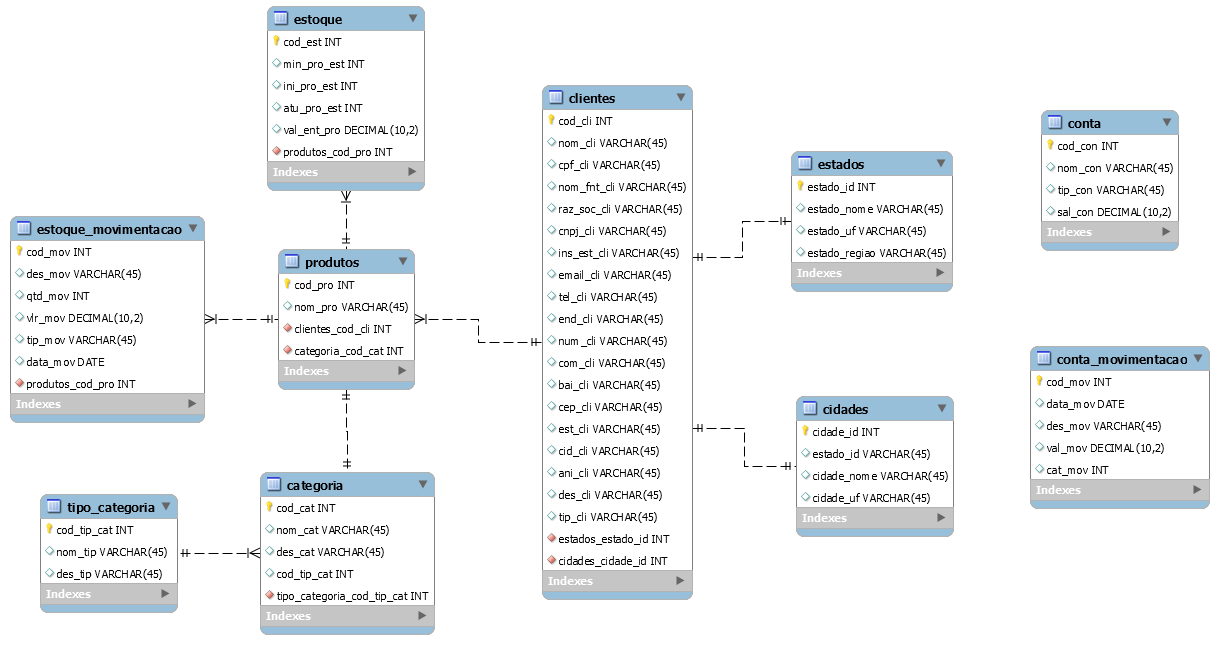 estoque
cod_est INT
min_pro_est INT
ini_pro_est INT
atu_pro_est INT
val_ent_pro DECIMAL(10,2)
produtos_cod_pro INT
Indexes
estoque_movimentacao
cod_mov INT
des_mov VARCHAR(45)
qtd_mov INT
vlr_mov DECIMAL(10,2)
tip_mov VARCHAR(45)
data_mov DATE
produtos_cod_pro INT
Indexes
produtos
cod_pro INT
nom_pro VARCHAR(45)
clientes_cod_cli INT
categoria_cod_cat INT
Indexes
tipo_categoria
cod_tip_cat INT
nom_tip VARCHAR(45)
des_tip VARCHAR(45)
Indexes
categoria
cod_cat INT
nom_cat VARCHAR(45)
des_cat VARCHAR(45)
cod_tip_cat INT
tipo_categoria_cod_tip_cat INT
Indexes
clientes
cod_cli INT
nom_cli VARCHAR(45)
cpf_cli VARCHAR(45)
nom_fnt_cli VARCHAR(45)
raz_soc_cli VARCHAR(45)
cnpj_cli VARCHAR(45)
ins_est_cli VARCHAR(45)
email_cli VARCHAR(45)
tel_cli VARCHAR(45)
end_cli VARCHAR(45)
num_cli VARCHAR(45)
com_cli VARCHAR(45)
bai_cli VARCHAR(45)
cep_cli VARCHAR(45)
est_cli VARCHAR(45)
cid_cli VARCHAR(45)
ani_cli VARCHAR(45)
des_cli VARCHAR(45)
tip_cli VARCHAR(45)
estados_estado_id INT
cidades_cidade_id INT
Indexes
estados
estado_id INT
estado_nome VARCHAR(45)
estado_uf VARCHAR(45)
estado_regiao VARCHAR(45)
Indexes
cidades
cidade_id INT
estado_id VARCHAR(45)
cidade_nome VARCHAR(45)
cidade_uf VARCHAR(45)
Indexes
conta
cod_con INT
nom_con VARCHAR(45)
tip_con VARCHAR(45)
sal_con DECIMAL(10,2)
Indexes
conta_movimentacao
cod_mov INT
data_mov DATE
des_mov VARCHAR(45)
val_mov DECIMAL(10,2)
cat_mov INT
Indexes